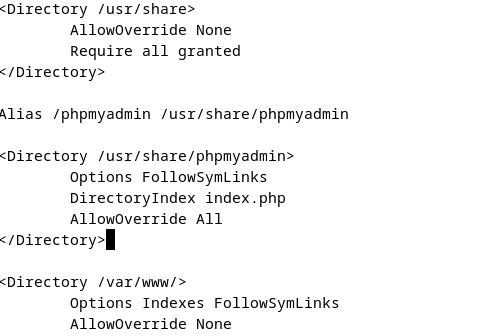 <Directory /usr/share>
        AllowOverride None
        Require all granted
</Directory>

Alias /phpmyadmin /usr/share/phpmyadmin

<Directory /usr/share/phpmyadmin>
        Options FollowSymLinks
        DirectoryIndex index.php
        AllowOverride All
</Directory>

<Directory /var/www/>
        Options Indexes FollowSymLinks
        AllowOverride None